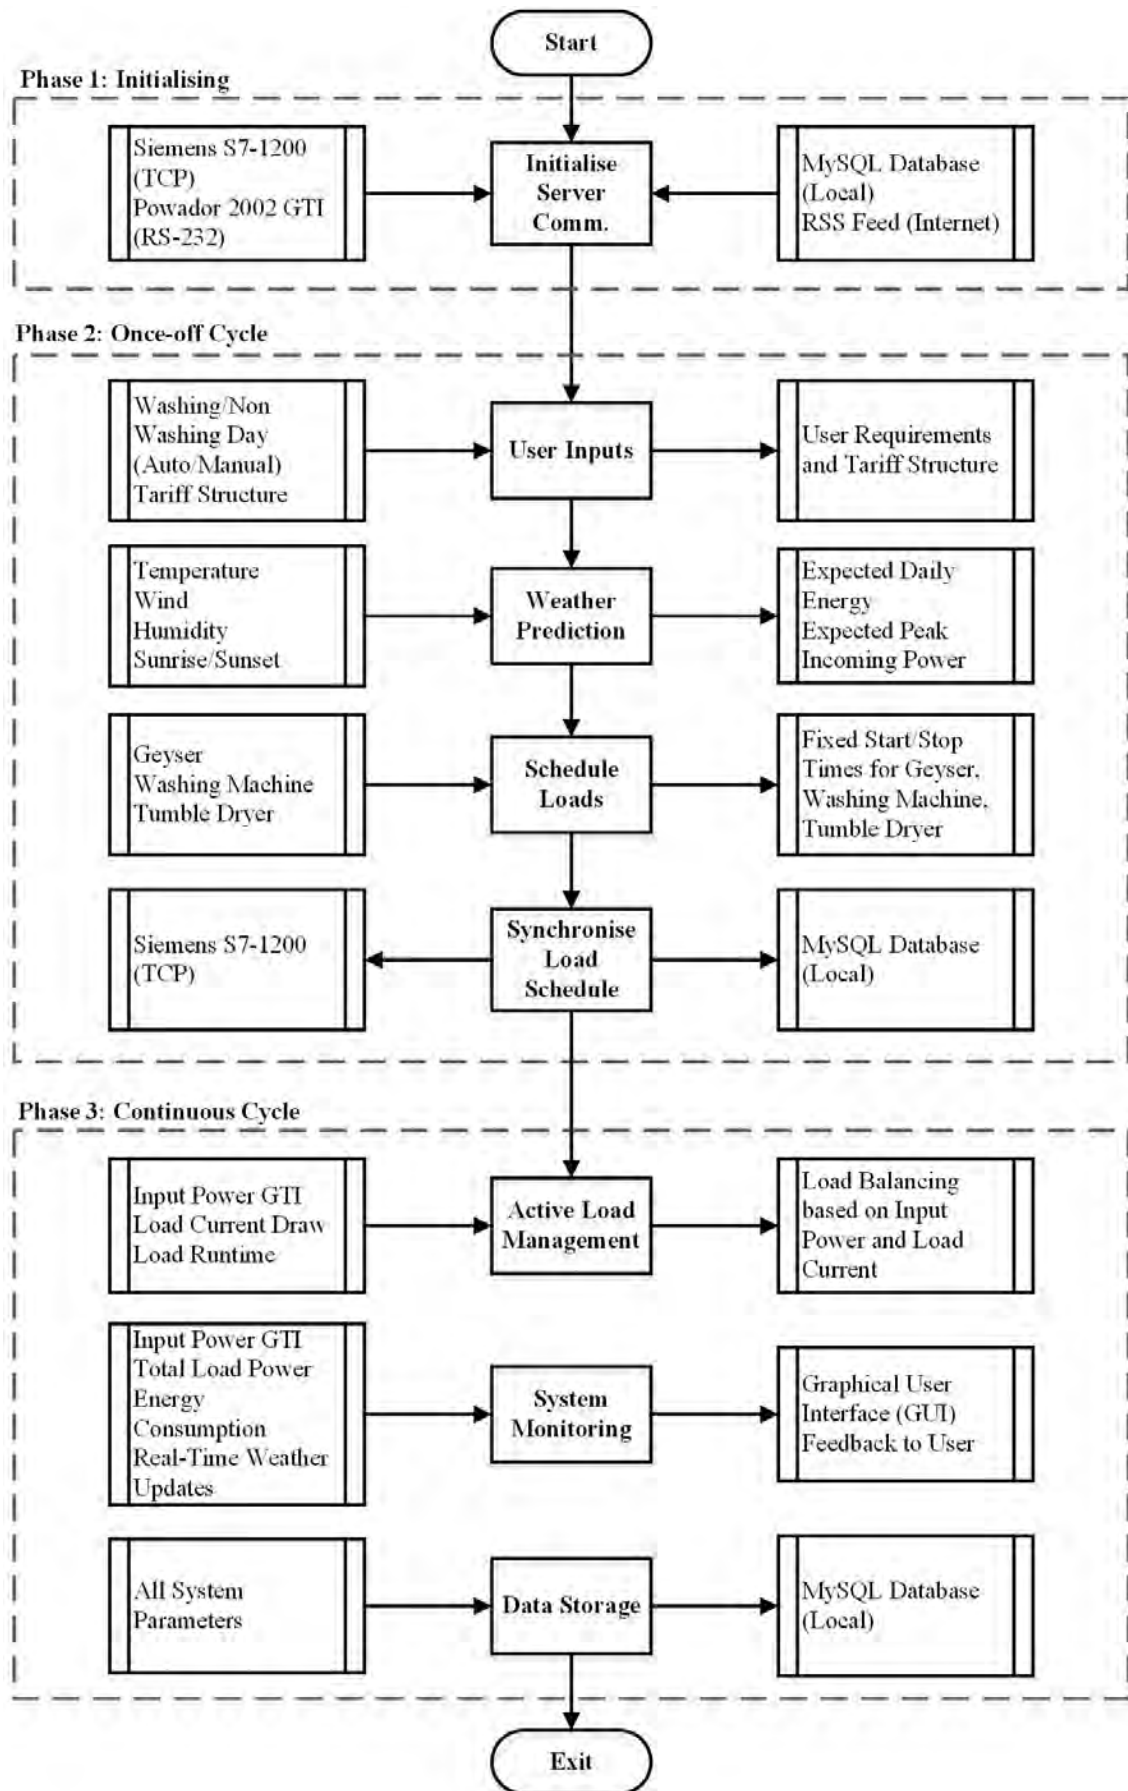 Start
Phase 1: Initialising
Siemens S7-1200
(TCP)
Powador 2002 GTI
(RS-232)
Initialise
Server
Comm.
MySQL Database
(Local)
RSS Feed (Internet)
Phase 2: Once-off Cycle
Washing/Non
Washing Day
(Auto/Manual)
Tariff Structure
User Inputs
User Requirements
and Tariff Structure
Temperature
Wind
Humidity
Sunrise/Sunset
Weather
Prediction
Expected Daily
Energy
Expected Peak
Incoming Power
Geyser
Washing Machine
Tumble Dryer
Schedule
Loads
Fixed Start/Stop
Times for Geyser,
Washing Machine,
Tumble Dryer
Siemens S7-1200
(TCP)
Synchronise
Load
Schedule
MySQL Database
(Local)
Phase 3: Continuous Cycle
Input Power GTI
Load Current Draw
Load Runtime
Active Load
Management
Load Balancing
based on Input
Power and Load
Current
Input Power GTI
Total Load Power
Energy
Consumption
Real-Time Weather
Updates
System
Monitoring
Graphical User
Interface (GUI)
Feedback to User
All System
Parameters
Data Storage
MySQL Database
(Local)
Exit